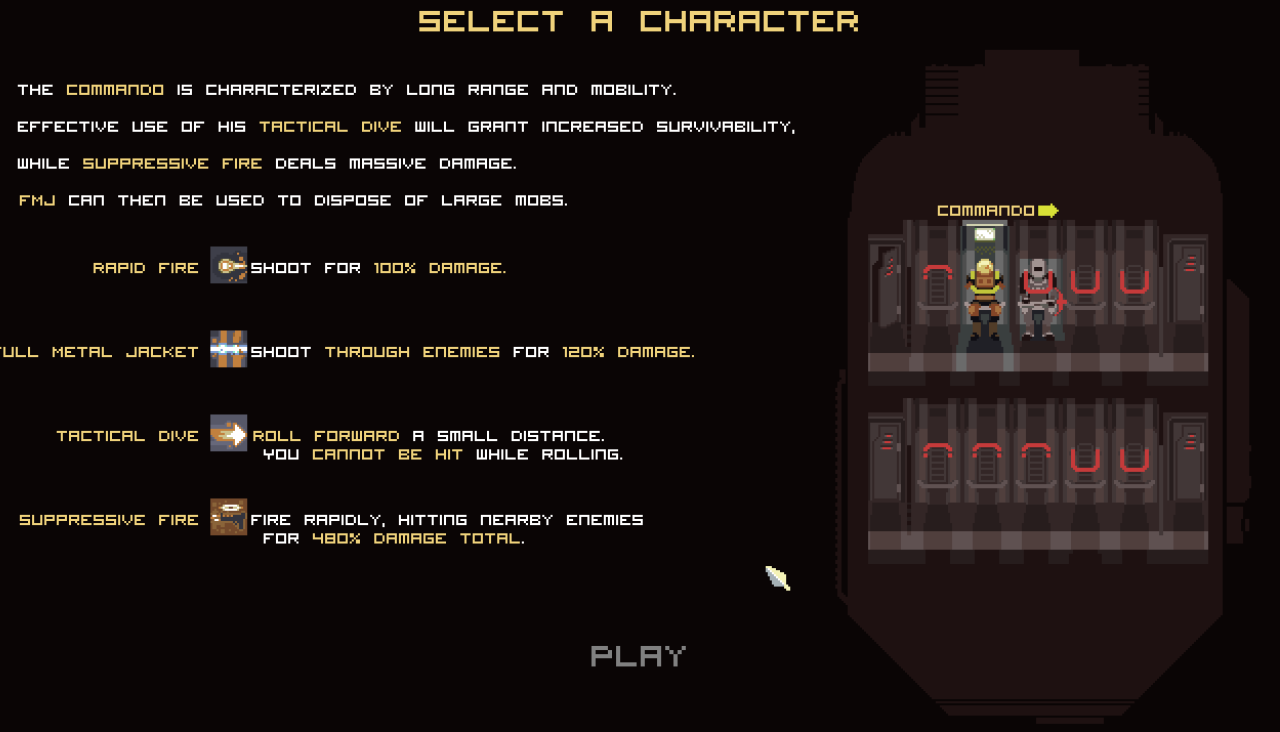 SELECT A CHARACTER
THE COMMANDO IS CHARACTERIZED BY LONG RANGE AND MOBILITY.
EFFECTIVE USE OF HIS TACTICAL DIVE WILL GRANT INCREASED SURVIVABILITY,
WHILE SUPPRESSIVE FIRE DEALS MASSIVE DAMAGE.
FMJ CAN THEN BE USED TO DISPOSE OF LARGE MOBS.
COMMANDO
RAPID FIRE SHOOT FOR 100% DAMAGE.
FULL METAL JACKET SHOOT THROUGH ENEMIES FOR 120% DAMAGE.
TACTICAL DIVE ROLL FORWARD A SMALL DISTANCE.
YOU CANNOT BE HIT WHILE ROLLING.
SUPPRESSIVE FIRE FIRE RAPIDLY, HITTING NEARBY ENEMIES
FOR 480% DAMAGE TOTAL.
PLAY